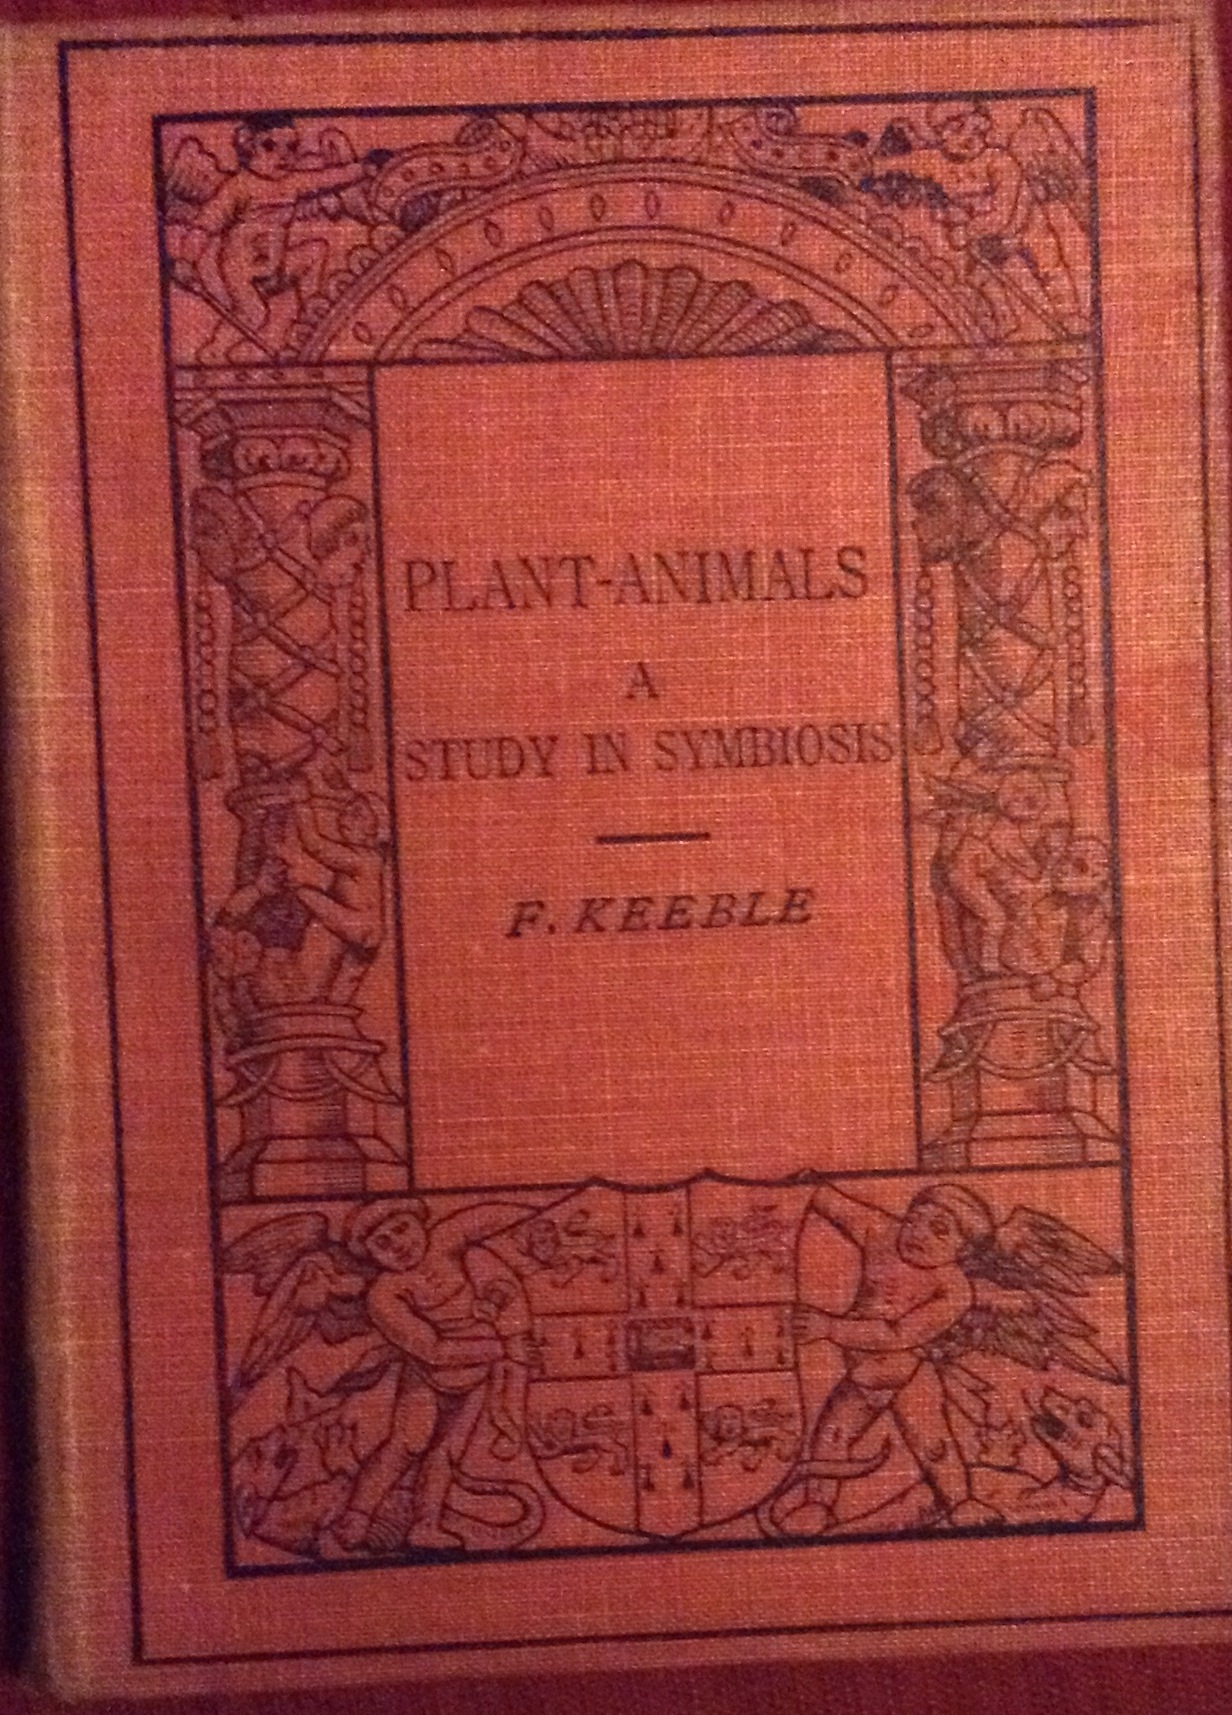 PLANT-ANIMALS
A
STUDY IN SYMBIOSIS
F. KEEBLE